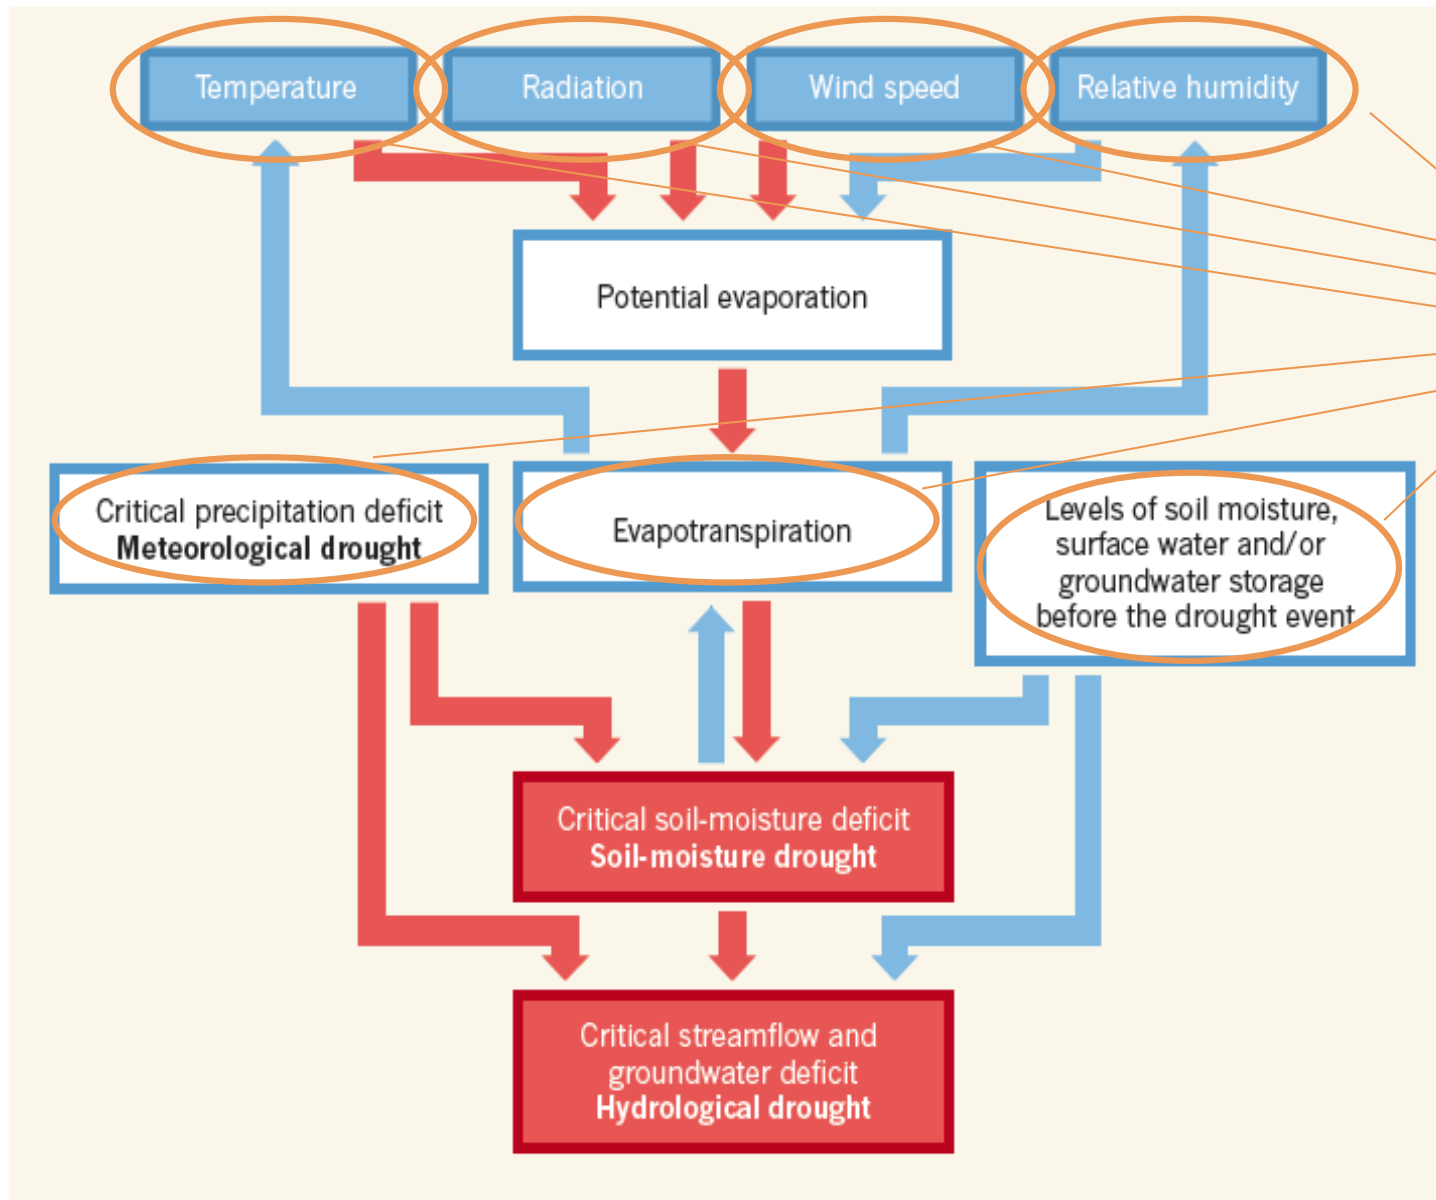 Temperature
Radiation
Wind speed
Relative humidity
Potential evaporation
Critical precipitation deficit
Meteorological drought
Evapotranspiration
Levels of soil moisture,
surface water and/or
groundwater storage
before the drought event
Critical soil-moisture deficit
Soil-moisture drought
Critical streamflow and
groundwater deficit
Hydrological drought